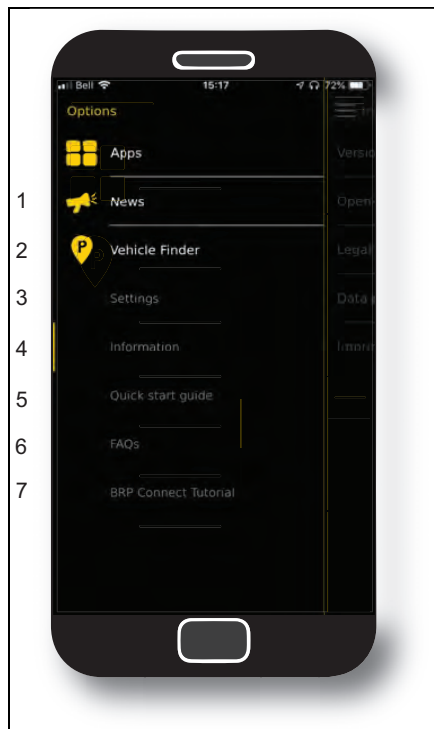 Bell 15:17 72%
Options
Apps
Versio
1 News Open-
2 P Vehicle Finder Legal
3 Settings Data
4 Information Imprin
5 Quick start guide
6 FAQs
7 BRP Connect Tutorial